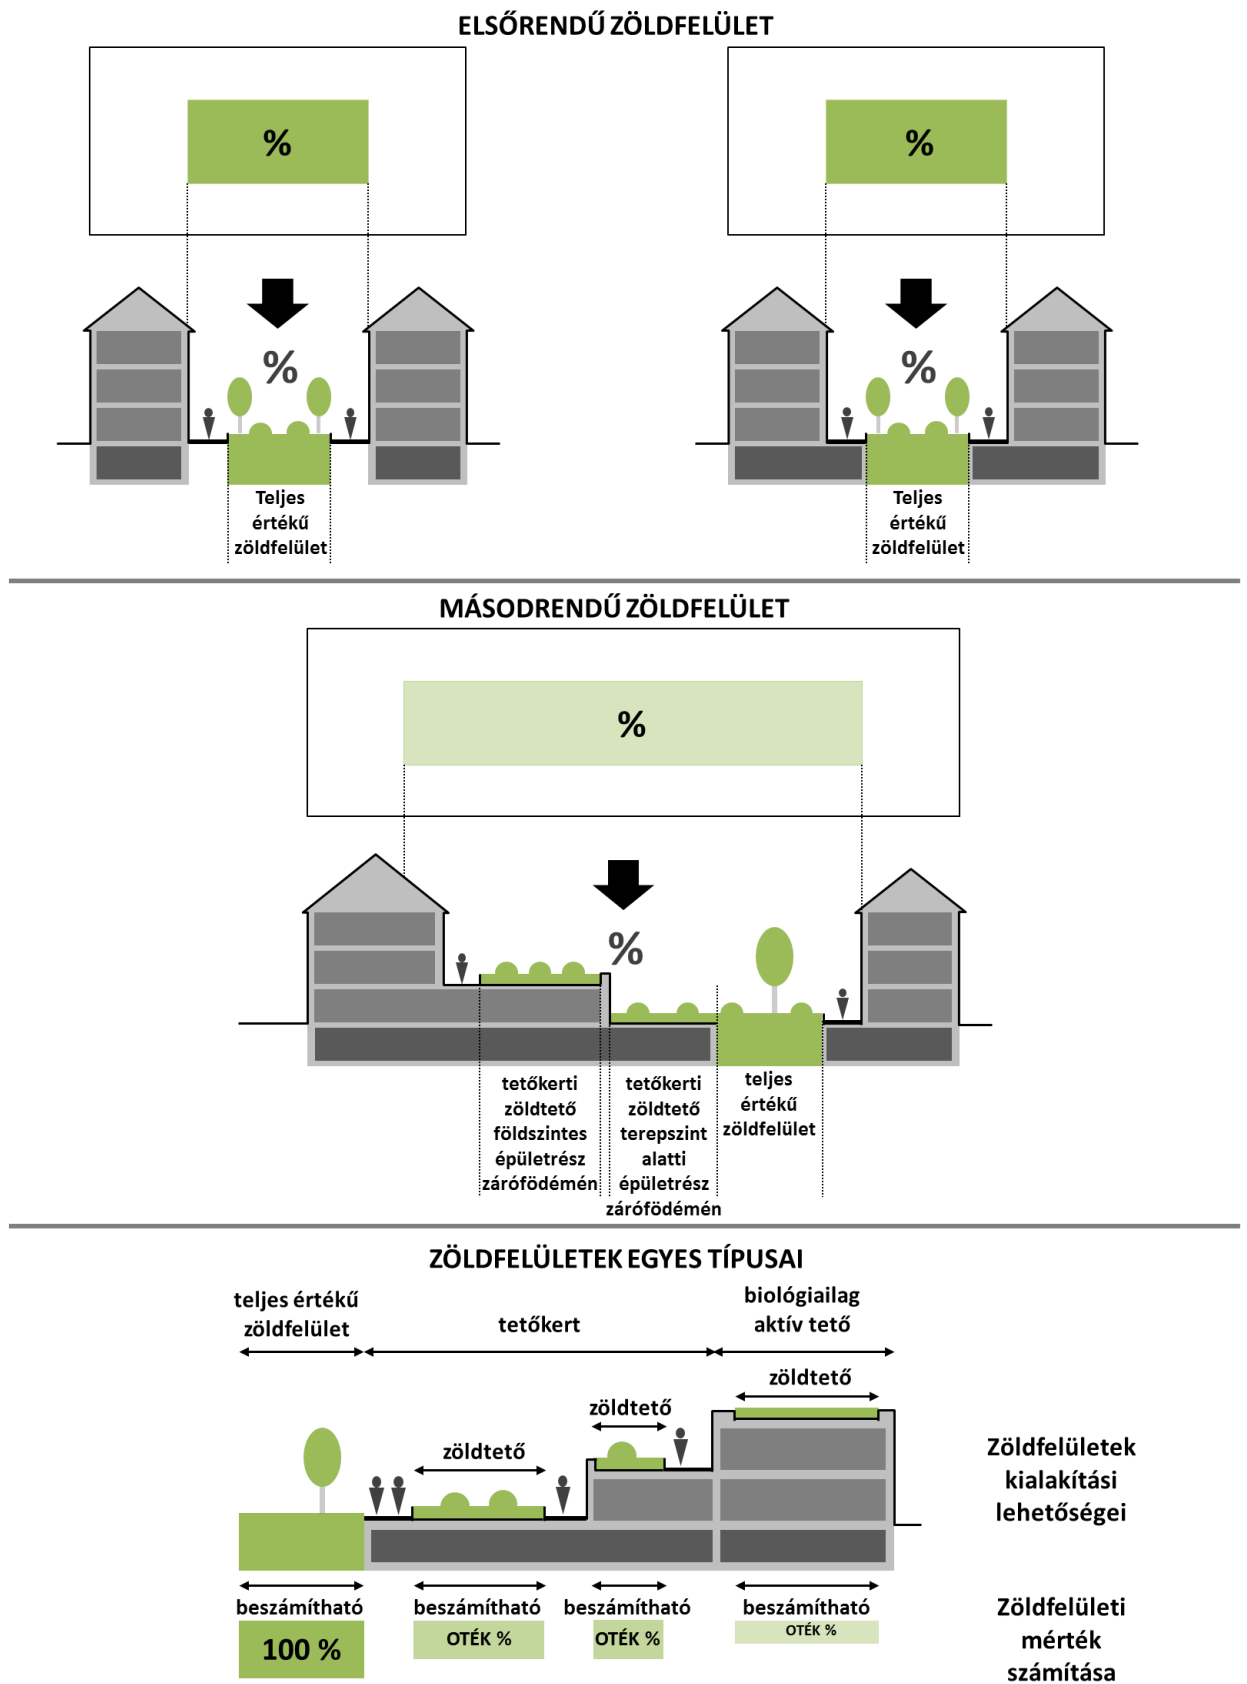 ELSŐRENDŰ ZÖLDFELÜLET
%
%
%
%
Teljes
értékű
zöldfelület
Teljes
értékű
zöldfelület
MÁSODRENDŰ ZÖLDFELÜLET
%
%
tetőkerti
zöldtető
földszintes
épületrész
zárófödémén
tetőkerti
zöldtető
terepszint
alatti
épületrész
zárófödémén
teljes
értékű
zöldfelület
ZÖLDFELÜLETEK EGYES TÍPUSAI
teljes értékű
zöldfelület
tetőkert
biológiailag
aktív tető
zöldtető
zöldtető
zöldtető
Zöldfelületek
kialakítási
lehetőségei
beszámítható
100 %
beszámítható
OTÉK %
beszámítható
OTÉK %
beszámítható
OTÉK %
Zöldfelületi
mérték
számítása